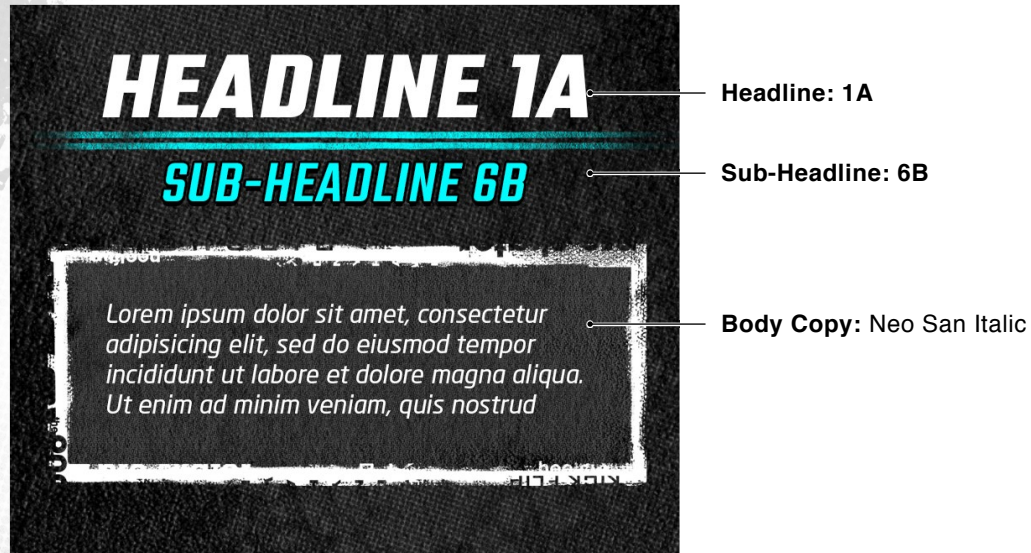 HEADLINE 1A
Headline: 1A
SUB-HEADLINE 6B
Sub-Headline: 6B
Lorem ipsum dolor sit amet, consectetur
adipisicing elit, sed do eiusmod tempor
incididunt ut labore et dolore magna aliqua.
Ut enim ad minim veniam, quis nostrud
Body Copy: Neo San Italic